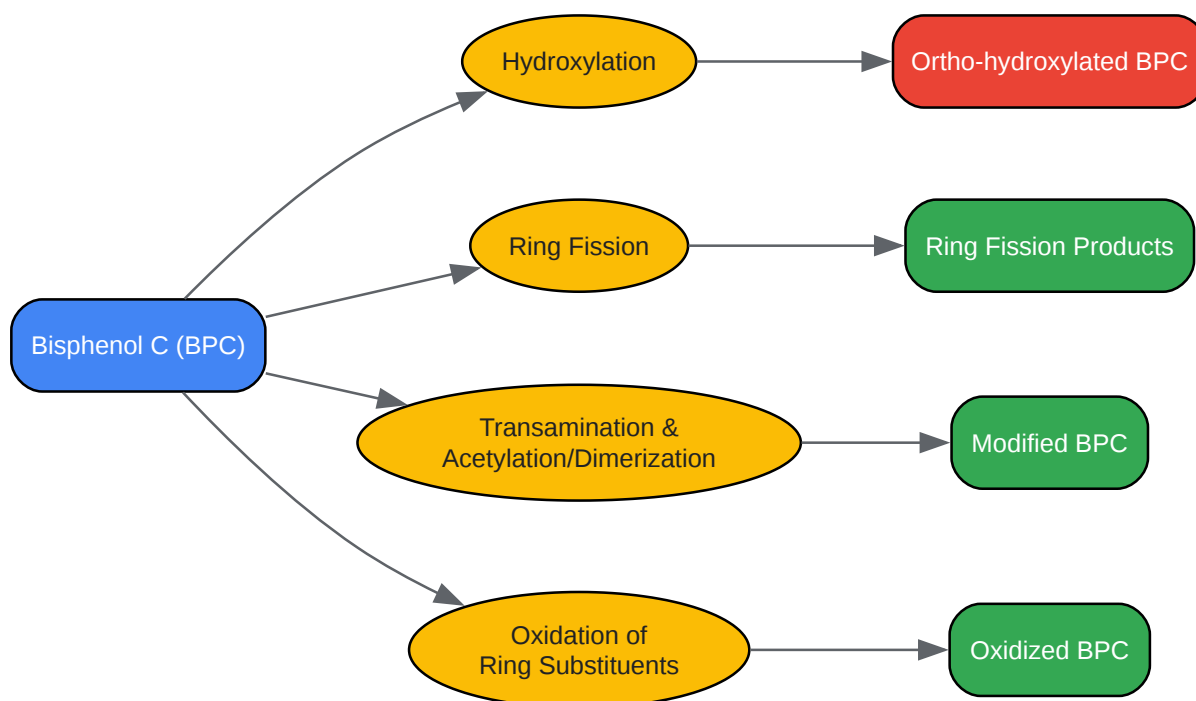 Hydroxylation
Ortho-hydroxylated BPC
Ring Fission
Ring Fission Products
Bisphenol C (BPC)
Transamination &
Acetylation/Dimerization
Modified BPC
Oxidation of
Ring Substituents
Oxidized BPC